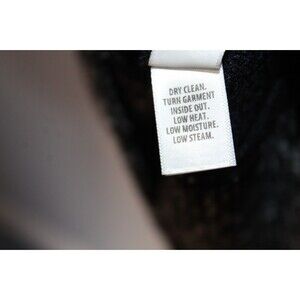 DRY CLEAN.
TURN GARMENT
INSIDE OUT.
LOW HEAT.
LOW MOISTURE.
LOW STEAM.